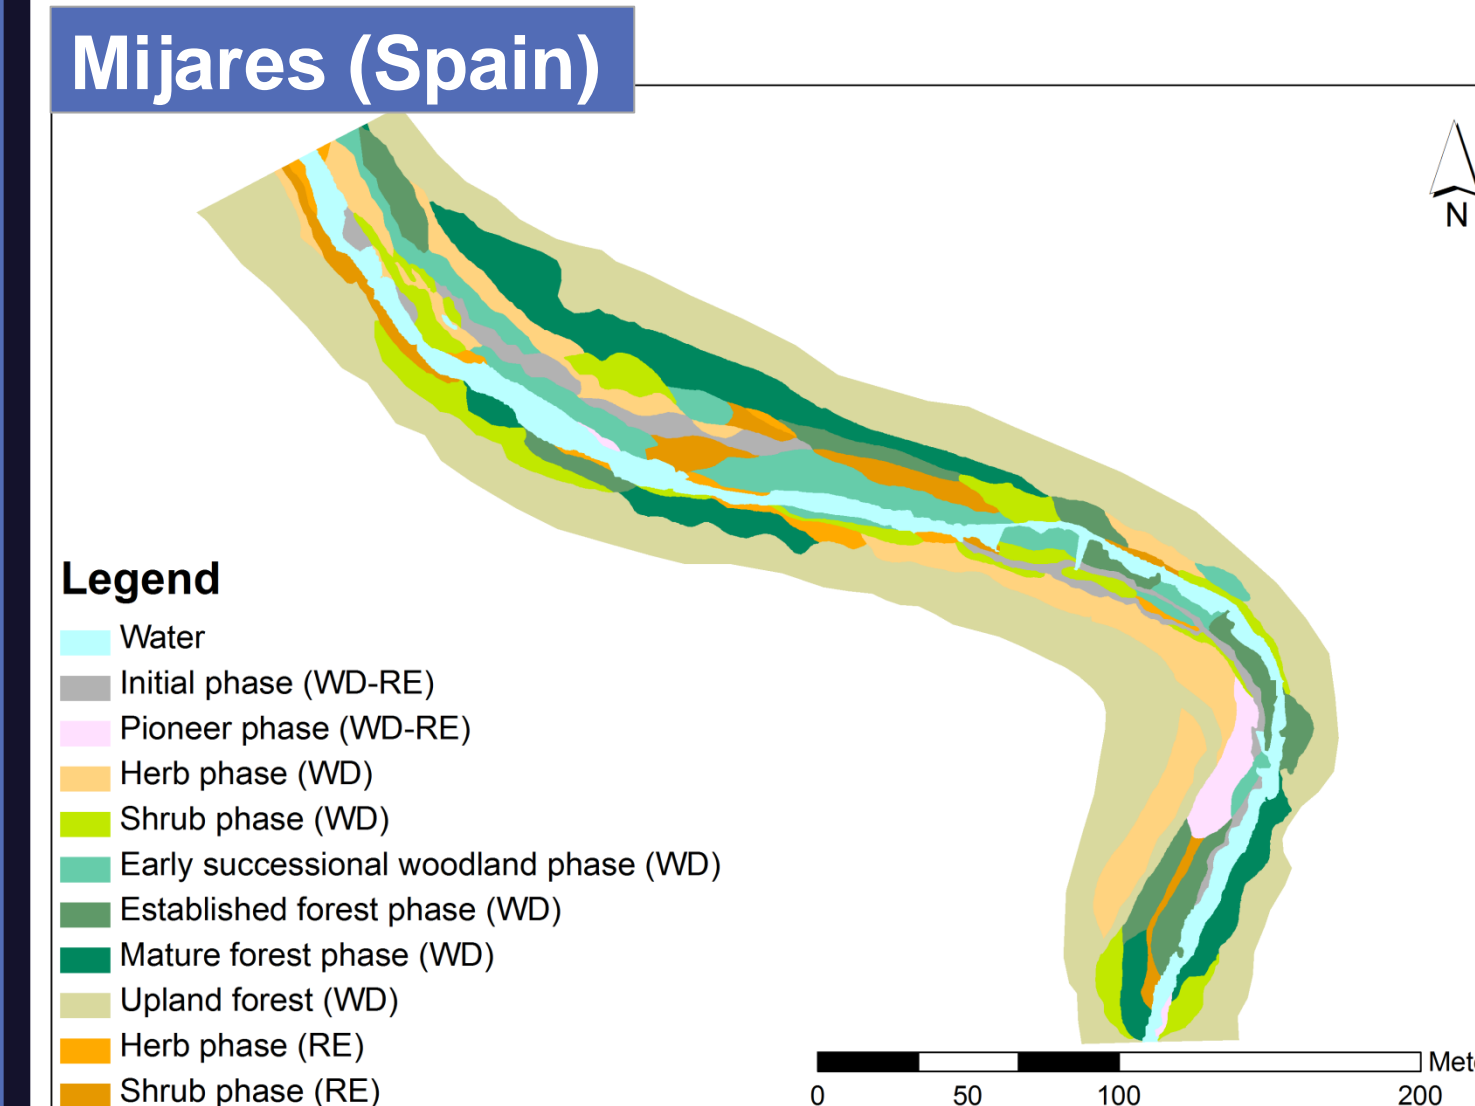 Mijares (Spain)
N
Legend
Water
Initial phase (WD-RE)
Pioneer phase (WD-RE)
Herb phase (WD)
Shrub phase (WD)
Early successional woodland phase (WD)
Established forest phase (WD)
Mature forest phase (WD)
Upland forest (WD)
Herb phase (RE)
Shrub phase (RE)
Met
0 50 100 200